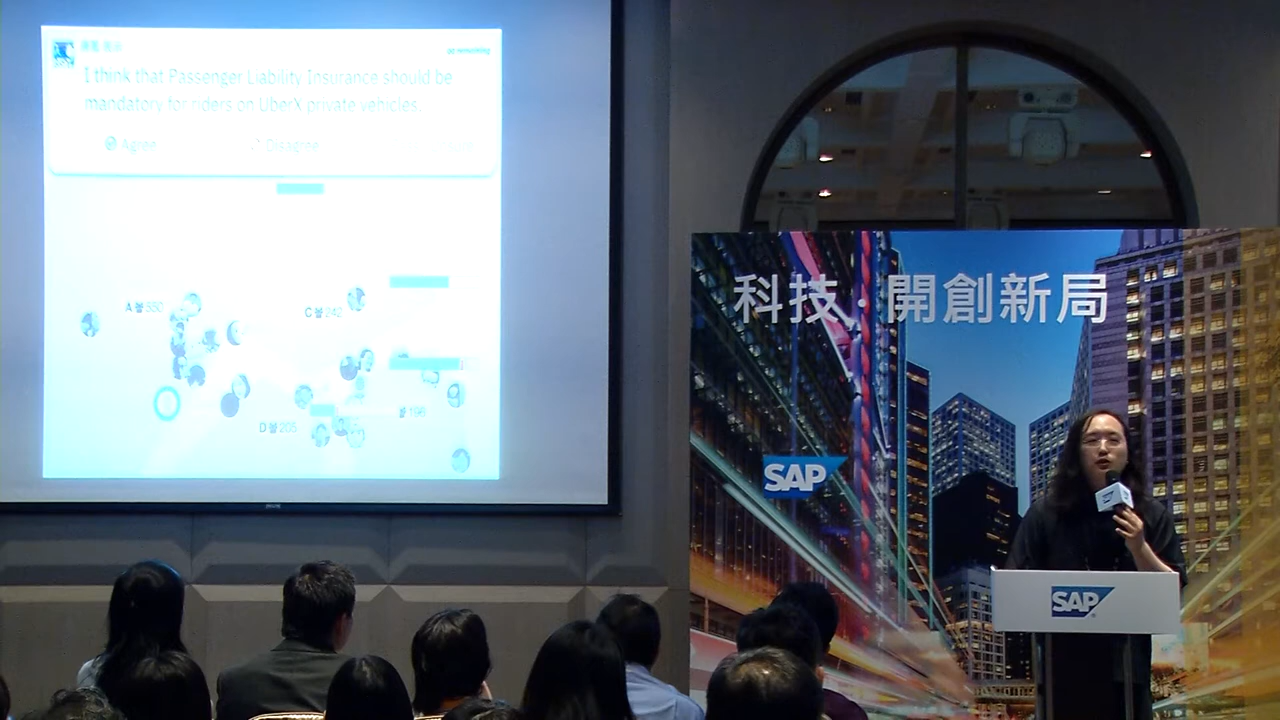 I think that Passenger Liability Insurance should be
mandatory for riders on UberX private vehicles.
Agree
Disagree
A
C
D
科技·開創新局
SAP
SAP